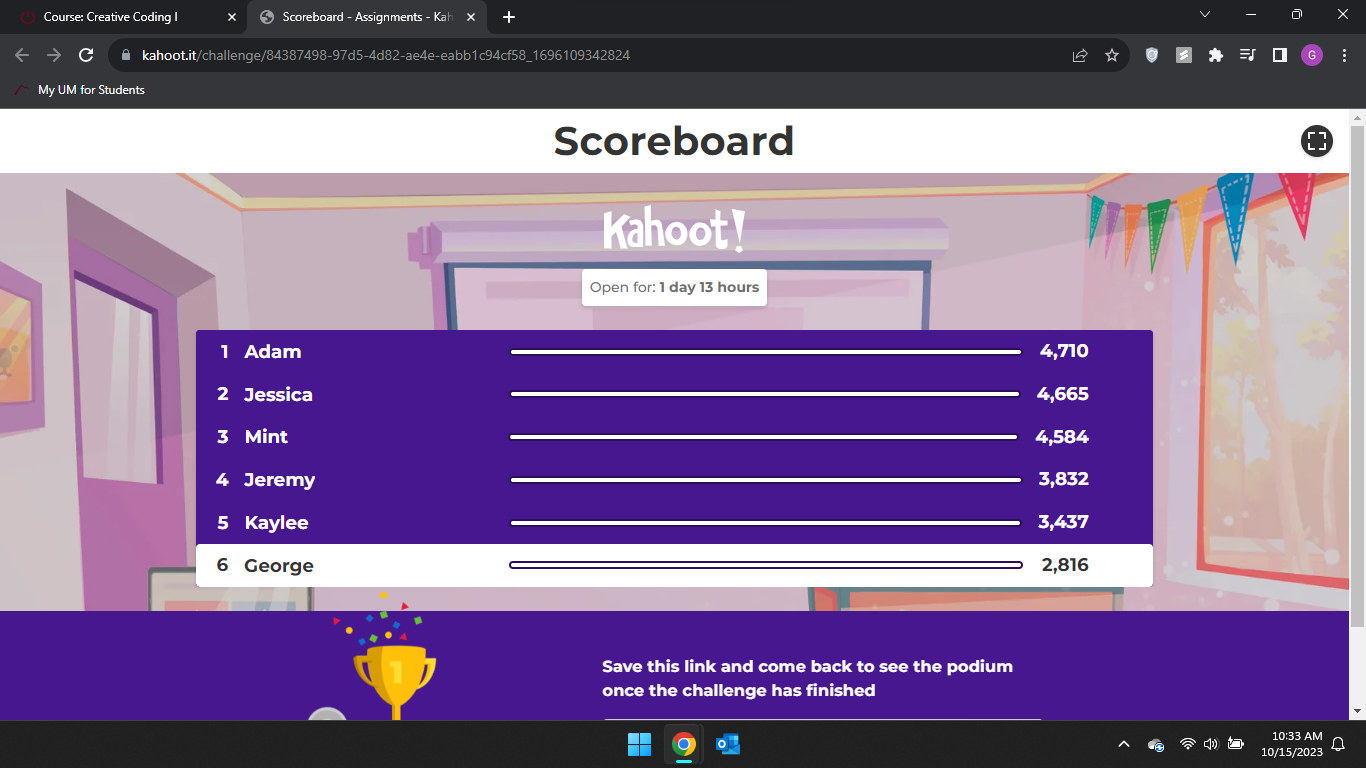 Course: Creative Coding I
Scoreboard - Assignments - Kah
kahoot.it/challenge/84387498-97d5-4d82-ae4e-eabb1c94cf58_1696109342824
G
My UM for Students
Scoreboard
Kahoot!
Open for: 1 day 13 hours
1 Adam 4,710
2 Jessica 4,665
3 Mint 4,584
4 Jeremy 3,832
5 Kaylee 3,437
6 George 2,816
1
Save this link and come back to see the podium
once the challenge has finished
10:33 AM
10/15/2023